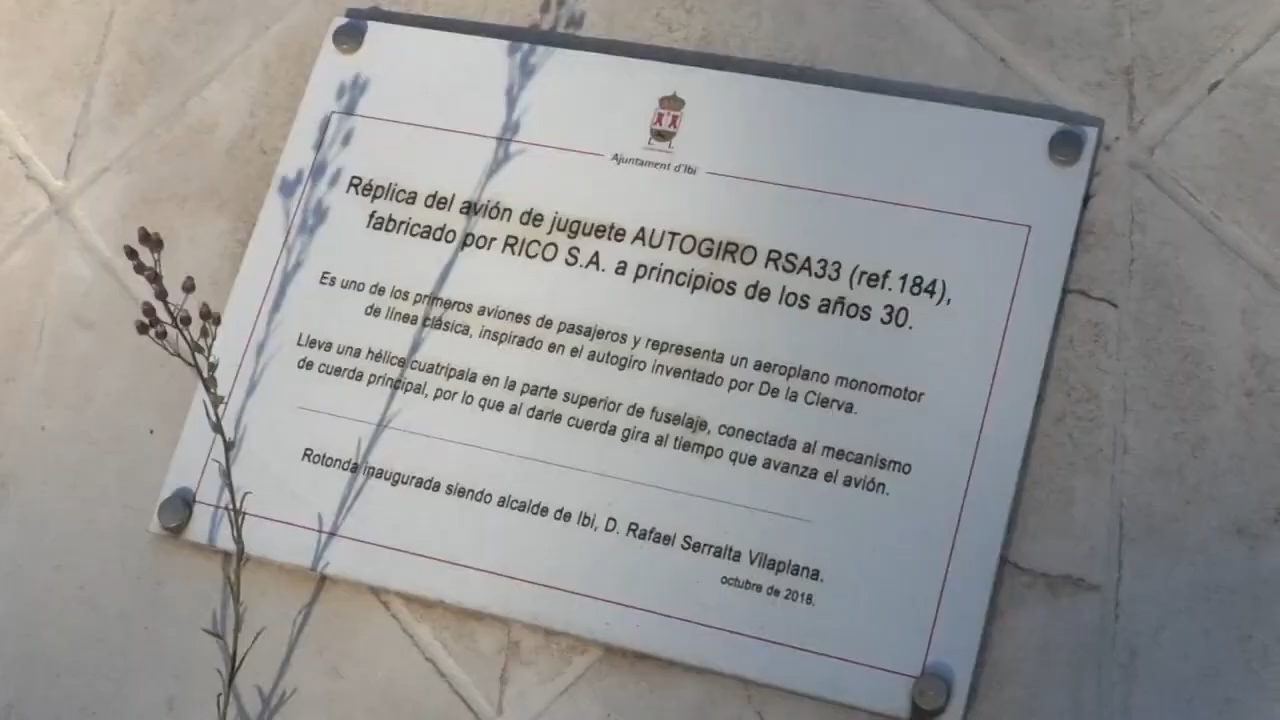 Ajuntament d'Ibi
Réplica del avión de juguete AUTOGIRO RSA33 (ref.184),
fabricado por RICO S.A. a principios de los años 30.
Es uno de los primeros aviones de pasajeros y representa un aeroplano monomotor
de línea clásica, inspirado en el autogiro inventado por De la Cierva.
Lleva una hélice cuatripala en la parte superior de fuselaje, conectada al mecanismo
de cuerda principal, por lo que al darle cuerda gira al tiempo que avanza el avión.
Rotonda inaugurada siendo alcalde de Ibi, D. Rafael Serralta Vilaplana.
octubre de 2018.